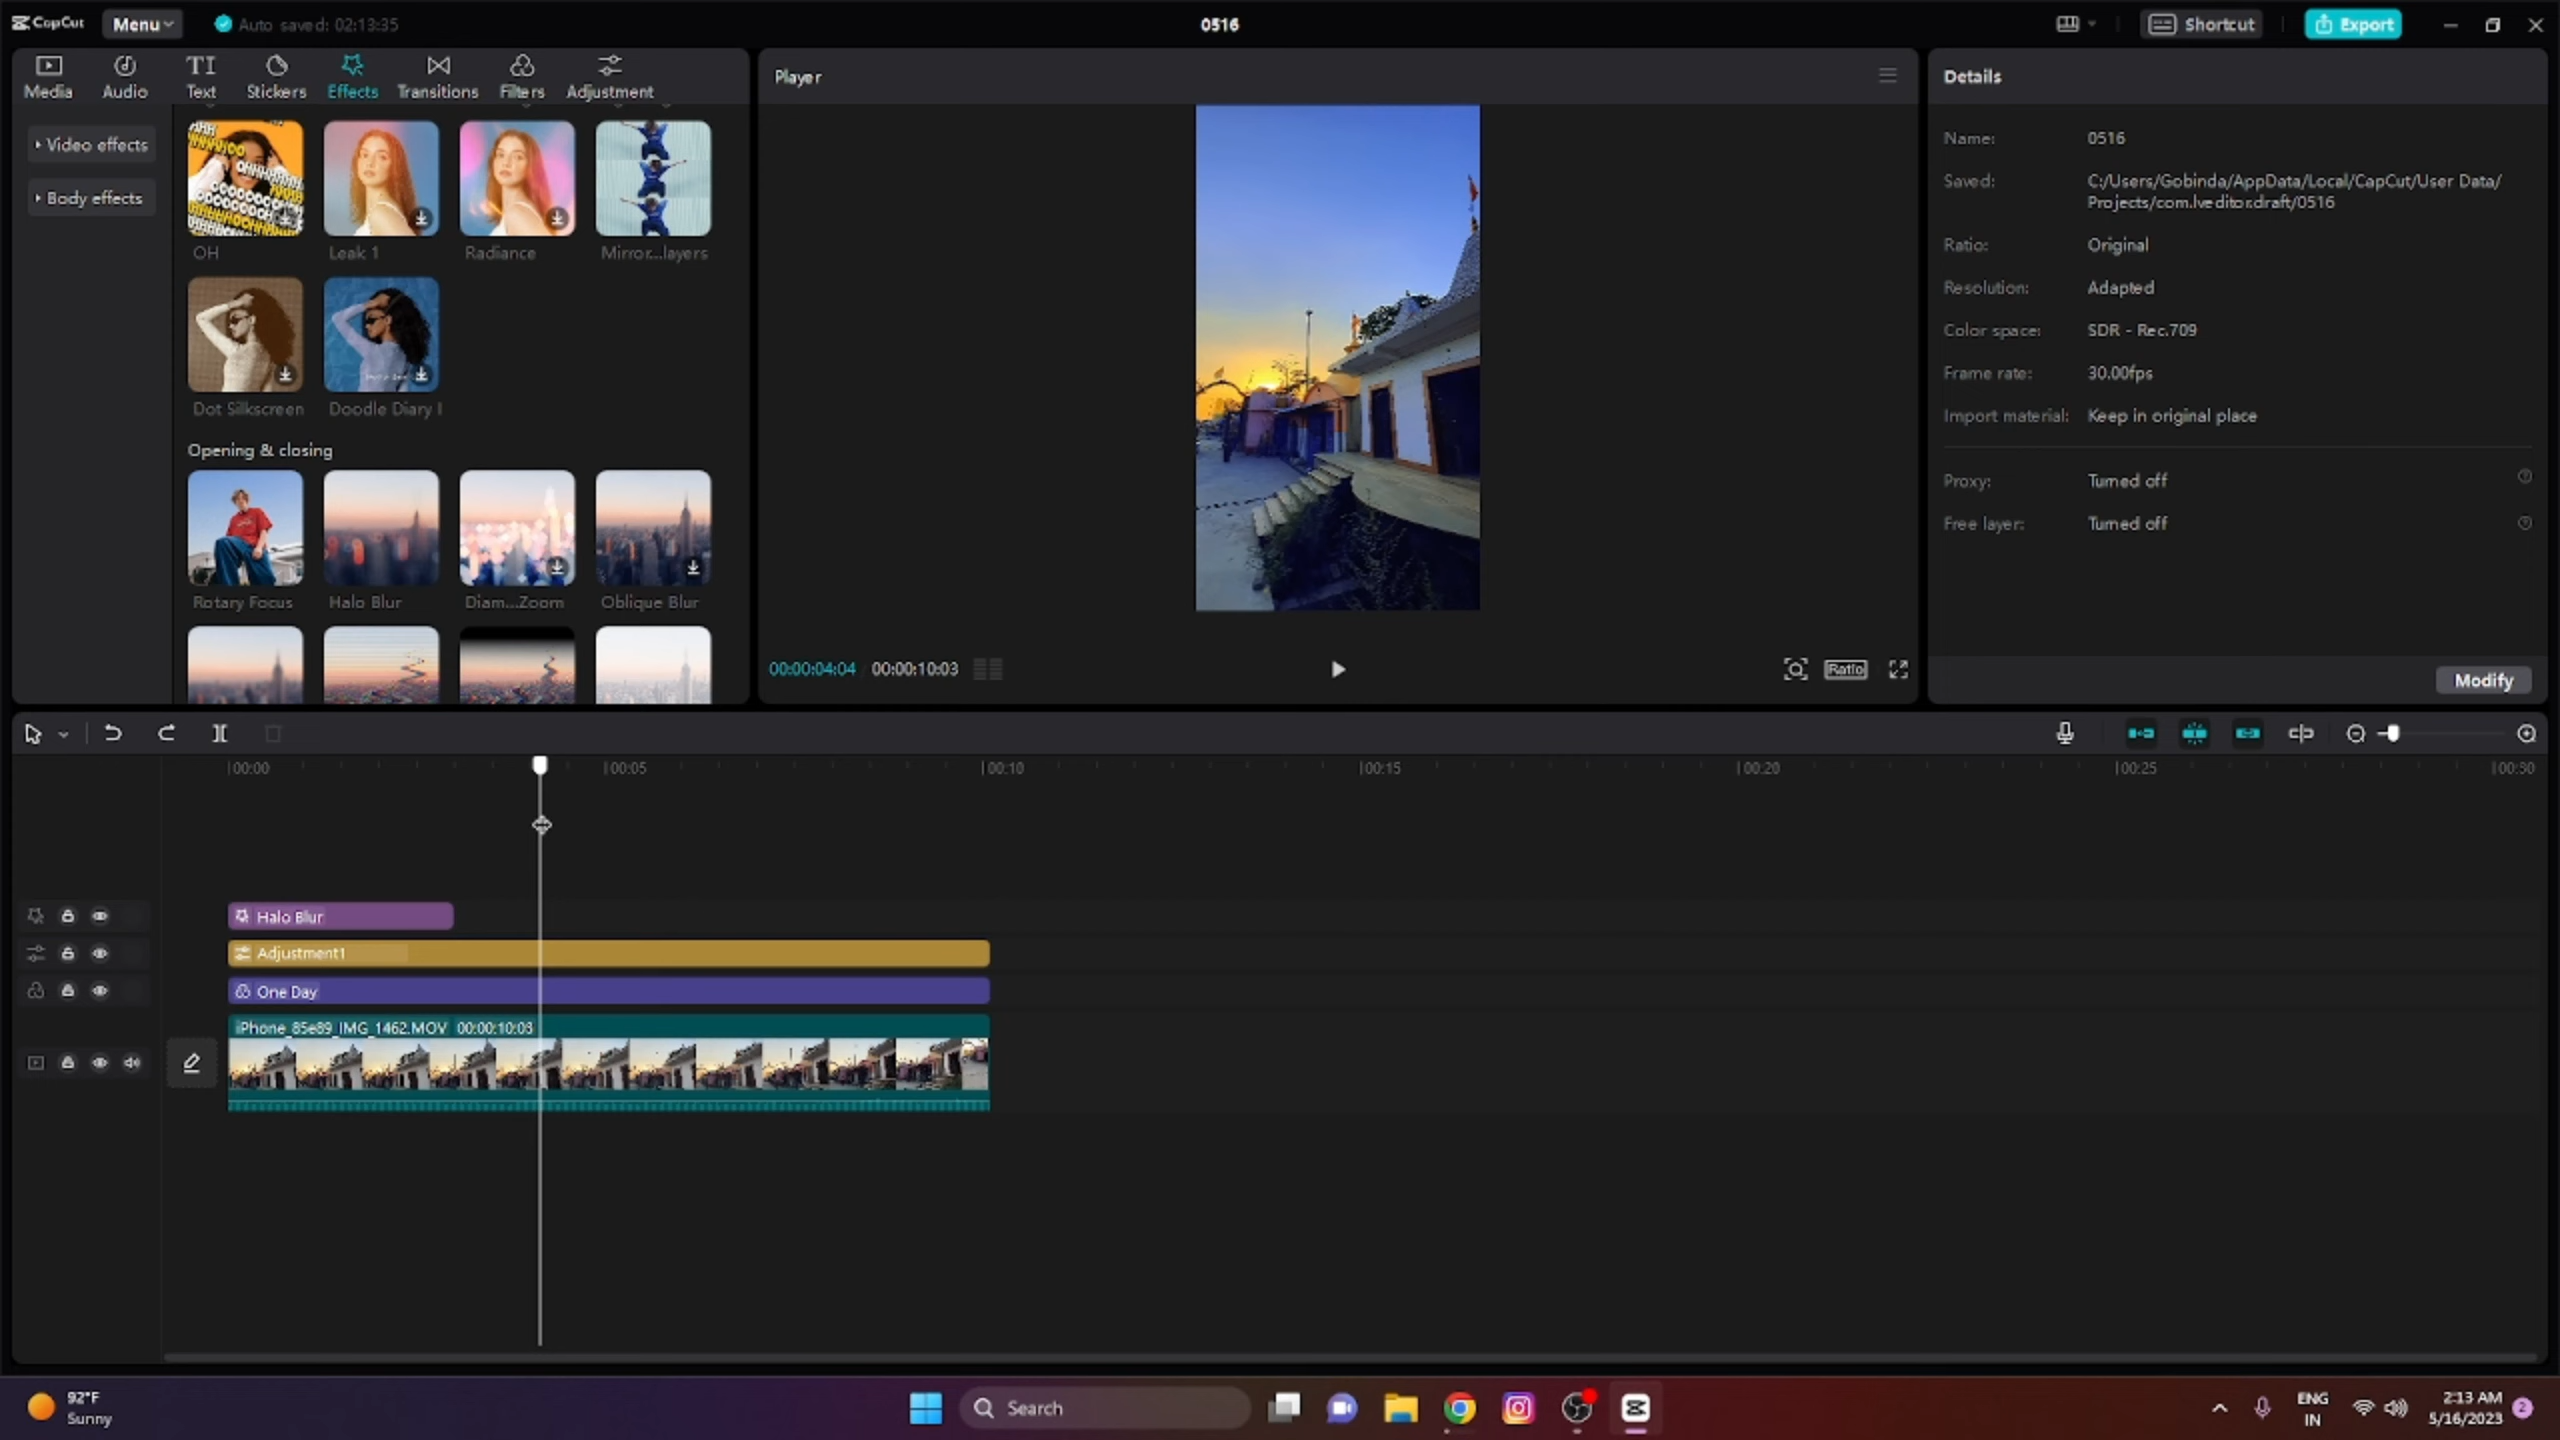 CapCut
Menu
Auto saved: 02:13:35
0516
Shortcut
Export
Media
Audio
TI
Text
Stickers
Effects
Transitions
Filters
Adjustment
Player
Details
Video effects
Body effects
OH
Leak 1
Radiance
Mirror...layers
Dot Silkscreen
Doodle Diary
Opening & closing
Rotary Focus
Halo Blur
Diam...Zoom
Oblique Blur
00:00:04:04
00:00:10:03
Ratio
Name: 0516
Saved: C:/Users/Gobinda/AppData/Local/CapCut/User Data/
Projects/com.lveditor.draft/0516
Ratio: Original
Resolution: Adapted
Color space: SDR - Rec.709
Frame rate: 30.00fps
Import material: Keep in original place
Proxy: Turned off
Free layer: Turned off
Modify
00:00
00:05
00:10
00:15
00:20
00:25
00:30
Halo Blur
Adjustment1
One Day
iPhone_85e89_IMG_1462.MOV 00:00:10:03
92°F
Sunny
Search
ENG
IN
2:13 AM
5/16/2023
2